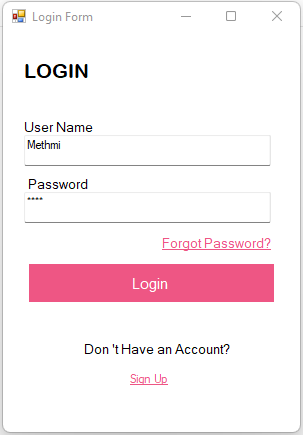 Login Form
LOGIN
User Name
Methmi
Password
****
Forgot Password?
Login
Don 't Have an Account?
Sign Up